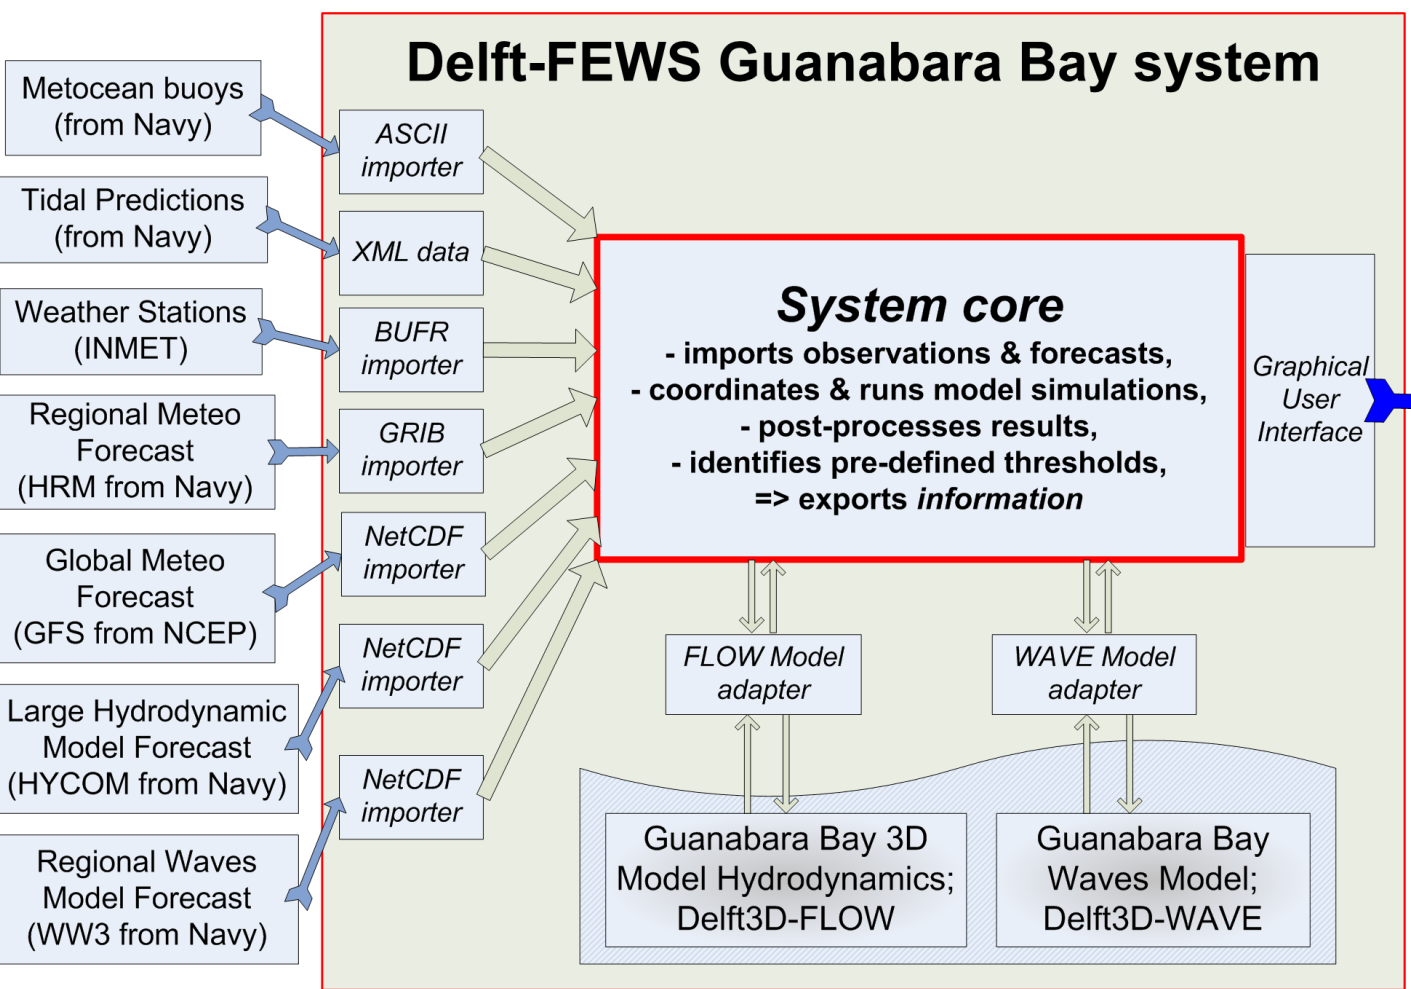 Delft-FEWS Guanabara Bay system
Metocean buoys
(from Navy)
Tidal Predictions
(from Navy)
Weather Stations
(INMET)
Regional Meteo
Forecast
(HRM from Navy)
Global Meteo
Forecast
(GFS from NCEP)
Large Hydrodynamic
Model Forecast
(HYCOM from Navy)
Regional Waves
Model Forecast
(WW3 from Navy)
ASCII
importer
XML data
BUFR
importer
GRIB
importer
NetCDF
importer
NetCDF
importer
NetCDF
importer
System core
- imports observations & forecasts,
- coordinates & runs model simulations,
- post-processes results,
- identifies pre-defined thresholds,
=> exports information
Graphical
User
Interface
FLOW Model
adapter
WAVE Model
adapter
Guanabara Bay 3D
Model Hydrodynamics;
Delft3D-FLOW
Guanabara Bay
Waves Model;
Delft3D-WAVE